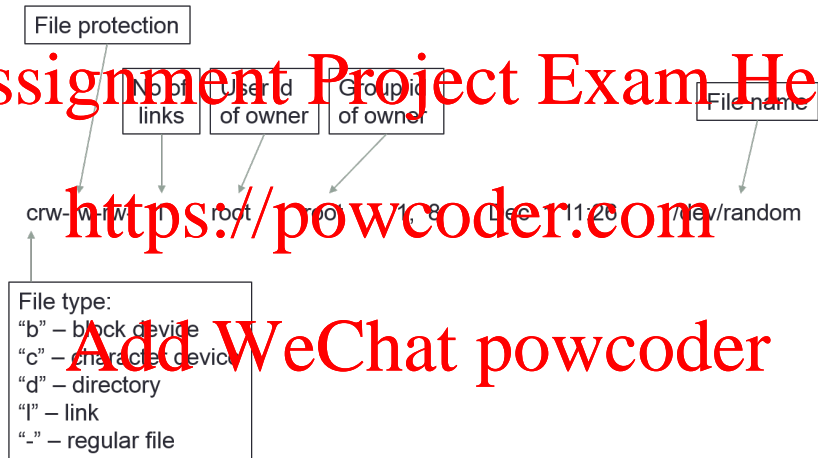 File protection
ssignment Project Exam He
No of
links
User id
of owner
Group id
of owner
File name
crw-rw-rw- 1 root root 1, 8 Dec 11:26 /dev/random
https://powcoder.com
File type:
“b” – block device
“c” – character device
“d” – directory
“l” – link
“-” – regular file
Add WeChat powcoder